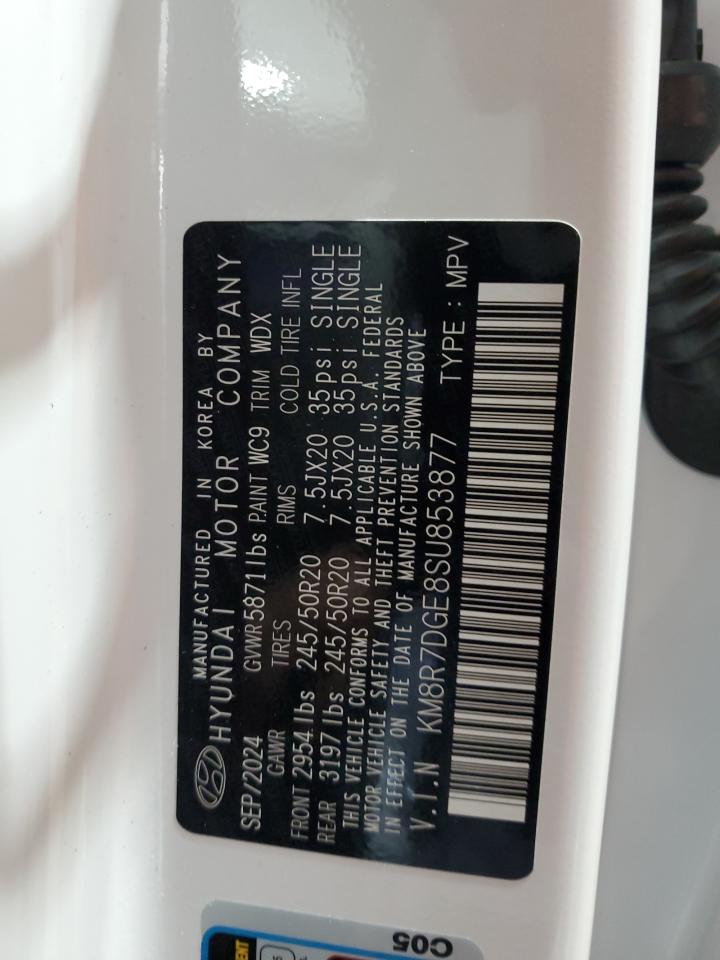 MANUFACTURED IN KOREA BY
HYUNDAI MOTOR COMPANY
SEP/2024 GVWR 5871lbs PAINT WC9 TRIM WDX
GAWR TIRES RIMS COLD TIRE INFL
FRONT 2954lbs 245/50R20 7.5JX20 35psi SINGLE
REAR 3197lbs 245/50R20 7.5JX20 35psi SINGLE
THIS VEHICLE CONFORMS TO ALL APPLICABLE U.S.A. FEDERAL
MOTOR VEHICLE SAFETY AND THEFT PREVENTION STANDARDS
IN EFFECT ON THE DATE OF MANUFACTURE SHOWN ABOVE
V.I.N KM8R7DGE8SU853877 TYPE : MPV
C05